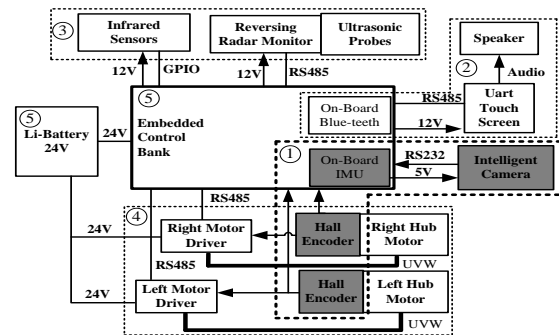 ③
Infrared
Sensors
Reversing
Radar Monitor
Ultrasonic
Probes
Speaker
②
12V
GPIO
12V
RS485
Audio
⑤
Li-Battery
24V
24V
⑤
Embedded
Control
Bank
On-Board
Blue-teeth
RS485
12V
Uart
Touch
Screen
①
On-Board
IMU
RS232
5V
Intelligent
Camera
RS485
④
24V
Right Motor
Driver
Hall
Encoder
Right Hub
Motor
RS485
UVW
24V
Left Motor
Driver
Hall
Encoder
Left Hub
Motor
UVW